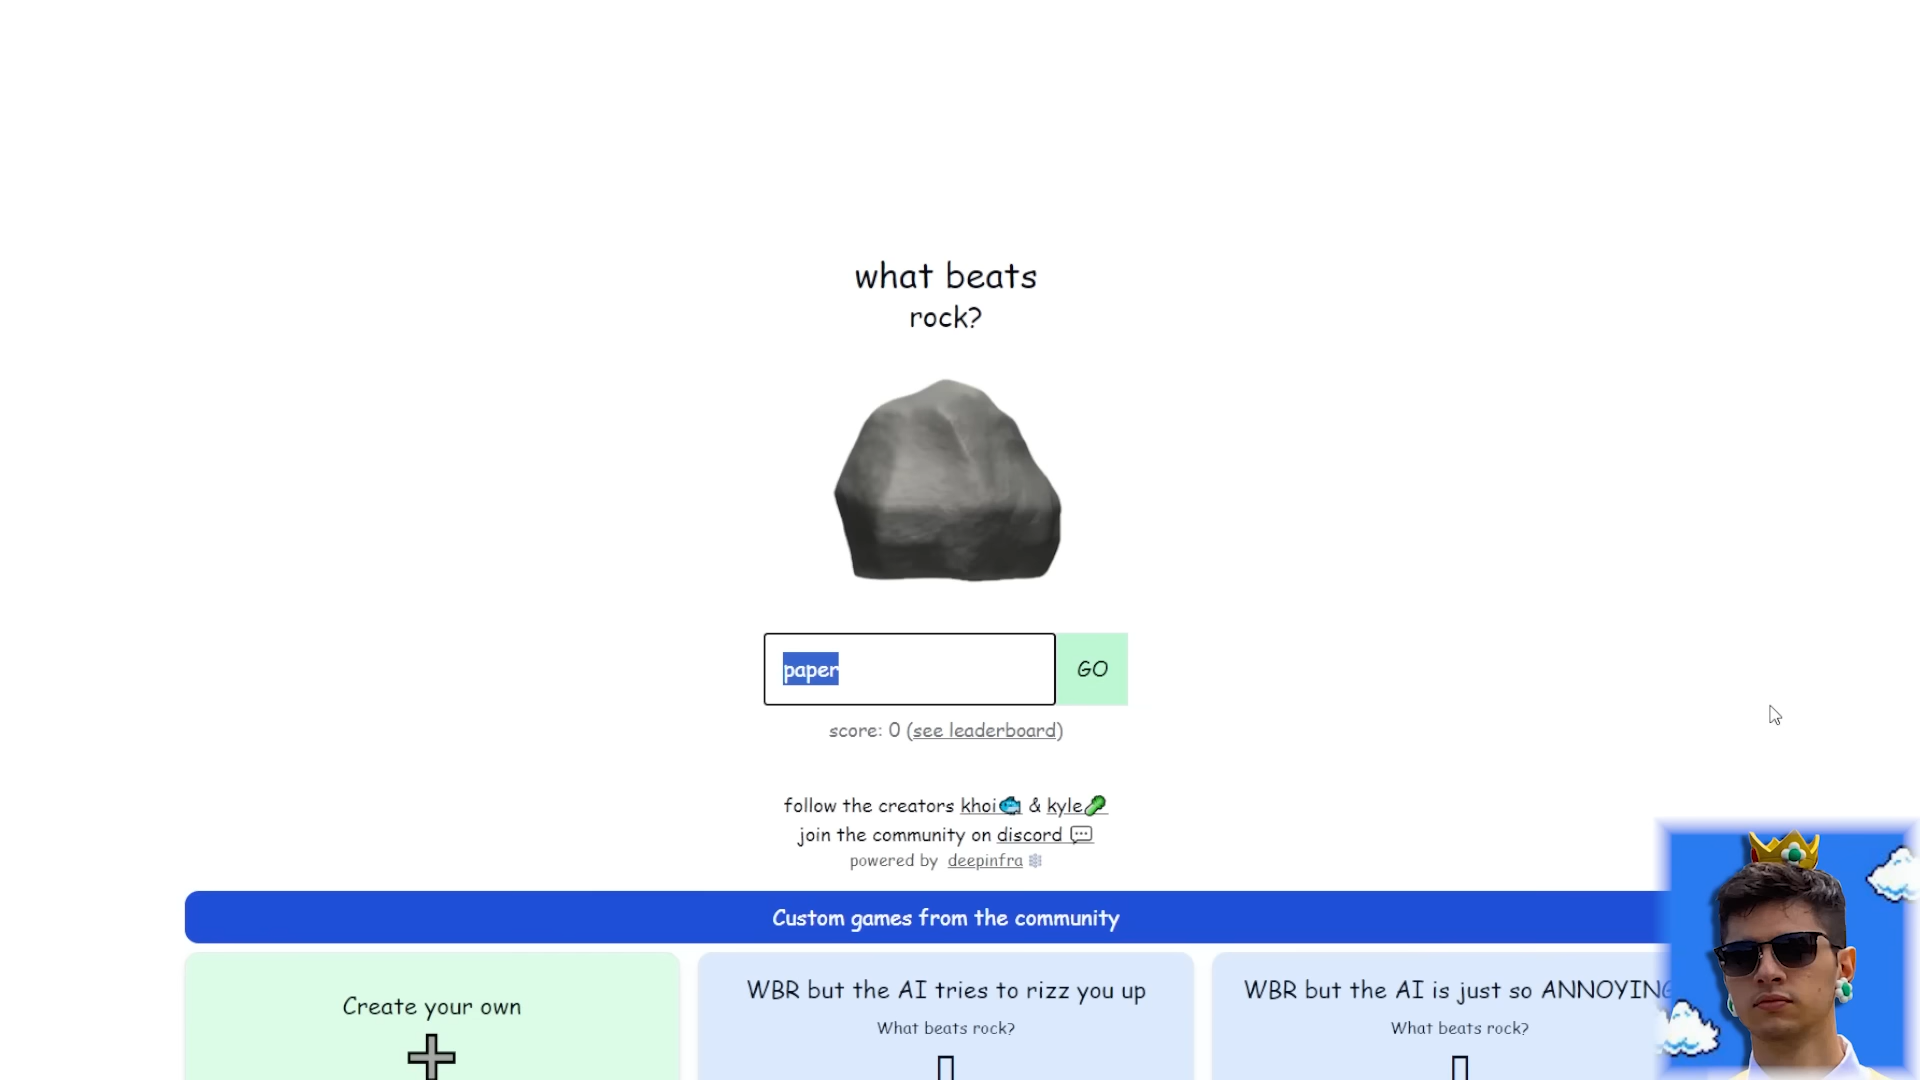 what beats
rock?
paper
GO
score: 0 (see leaderboard)
follow the creators khoi & kyle
join the community on discord
powered by deepinfra
Custom games from the community
Create your own
WBR but the AI tries to rizz you up
What beats rock?
WBR but the AI is just so ANNOYING
What beats rock?